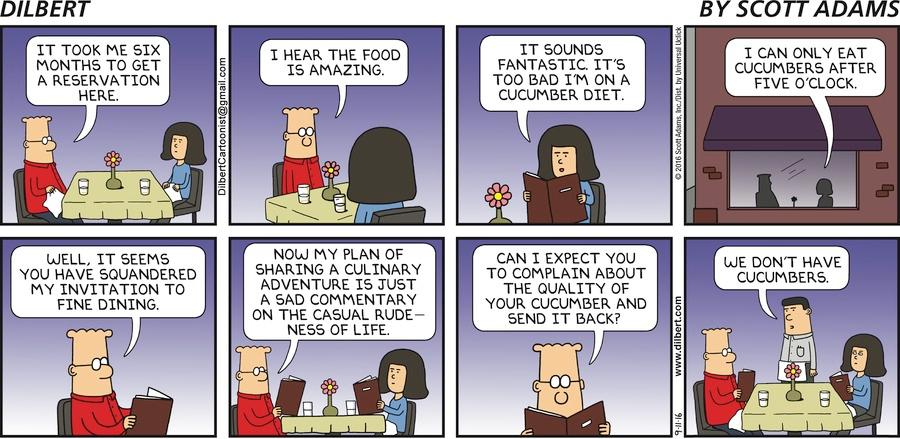 DILBERT
BY SCOTT ADAMS
IT TOOK ME SIX
MONTHS TO GET
A RESERVATION
HERE.
DilbertCartoonist@gmail.com
I HEAR THE FOOD
IS AMAZING.
IT SOUNDS
FANTASTIC. IT'S
TOO BAD I'M ON A
CUCUMBER DIET.
© 2016 Scott Adams, Inc./Dist. by Universal Uclick
I CAN ONLY EAT
CUCUMBERS AFTER
FIVE O'CLOCK.
WELL, IT SEEMS
YOU HAVE SQUANDERED
MY INVITATION TO
FINE DINING.
NOW MY PLAN OF
SHARING A CULINARY
ADVENTURE IS JUST
A SAD COMMENTARY
ON THE CASUAL RUDE-
NESS OF LIFE.
CAN I EXPECT YOU
TO COMPLAIN ABOUT
THE QUALITY OF
YOUR CUCUMBER AND
SEND IT BACK?
9-11-16 www.dilbert.com
WE DON'T HAVE
CUCUMBERS.